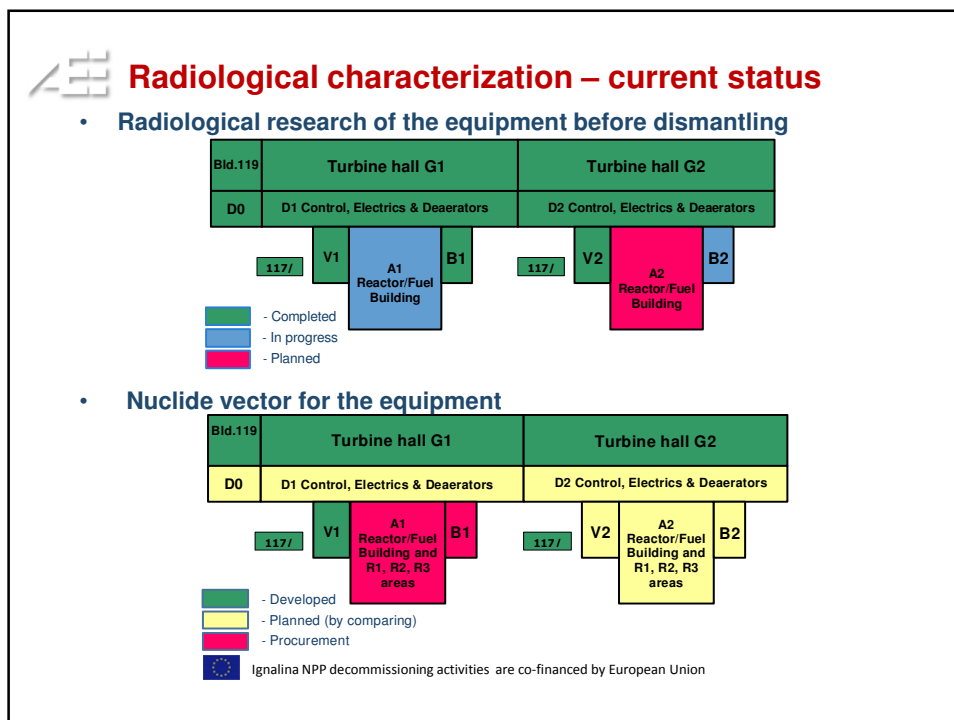 Radiological characterization – current status
• Radiological research of the equipment before dismantling
Bld.119
Turbine hall G1
Turbine hall G2
D0
D1 Control, Electrics & Deaerators
D2 Control, Electrics & Deaerators
117/
V1
A1
Reactor/Fuel
Building
B1
117/
V2
A2
Reactor/Fuel
Building
B2
- Completed
- In progress
- Planned
• Nuclide vector for the equipment
Bld.119
Turbine hall G1
Turbine hall G2
D0
D1 Control, Electrics & Deaerators
D2 Control, Electrics & Deaerators
117/
V1
A1
Reactor/Fuel
Building and
R1, R2, R3
areas
B1
117/
V2
A2
Reactor/Fuel
Building and
R1, R2, R3
areas
B2
- Developed
- Planned (by comparing)
- Procurement
Ignalina NPP decommissioning activities are co-financed by European Union